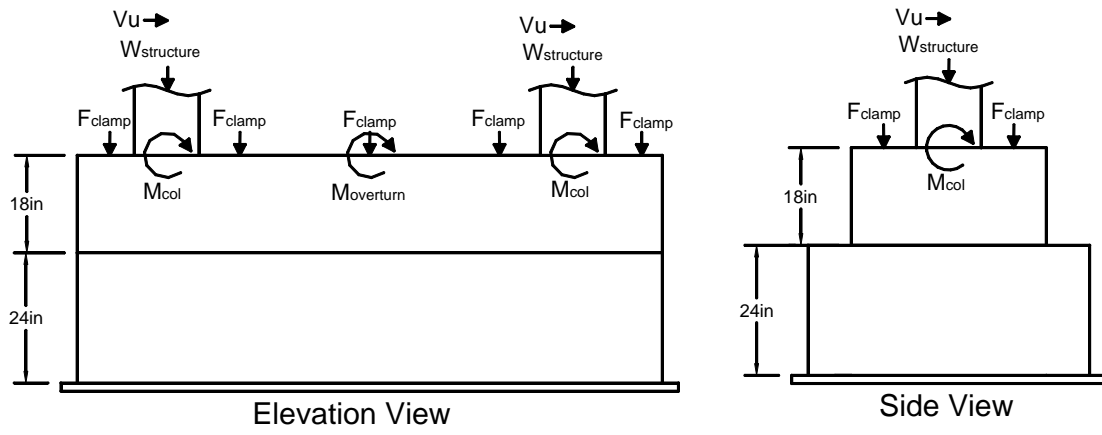 Vu
Wstructure
Vu
Wstructure
Fclamp
Fclamp
Fclamp
Fclamp
Fclamp
Mcol
Moverturn
Mcol
18in
24in
Elevation View
Vu
Wstructure
Fclamp
Fclamp
Mcol
18in
24in
Side View